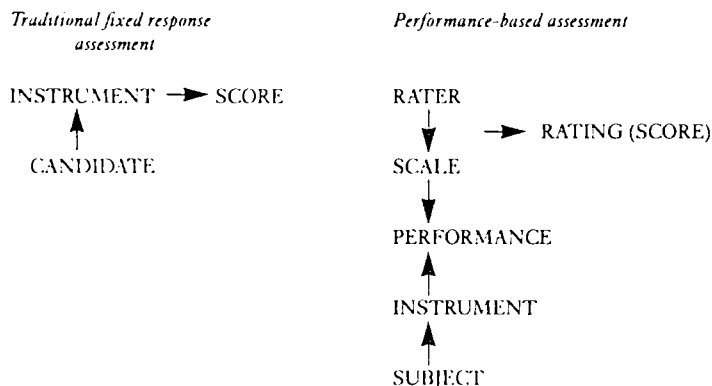 Traditional fixed response
assessment
INSTRUMENT
SCORE
CANDIDATE
Performance-based assessment
RATER
RATING (SCORE)
SCALE
PERFORMANCE
INSTRUMENT
SUBJECT